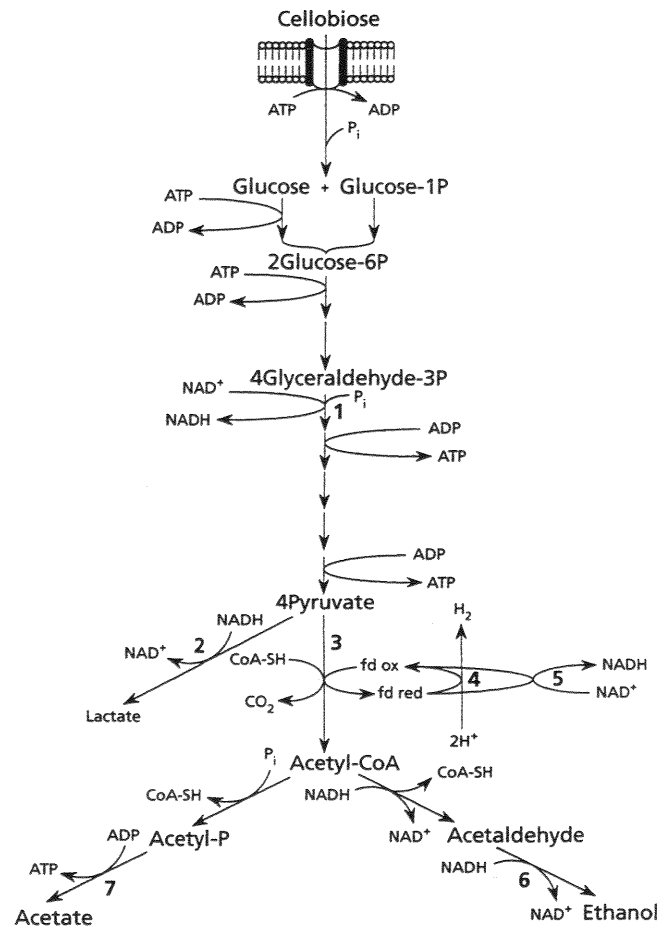 Cellobiose
ATP ADP
Pi
Glucose + Glucose-1P
ATP
ADP
2Glucose-6P
ATP
ADP
4Glyceraldehyde-3P
NAD+ Pi
1
NADH
ADP
ATP
ADP
ATP
4Pyruvate
H2
NADH
2 3
NAD+ CoA-SH fd ox NADH
4 5
CO2 fd red NAD+
Lactate
2H+
Pi Acetyl-CoA
CoA-SH
CoA-SH NADH
ADP Acetyl-P NAD+ Acetaldehyde
ATP NADH
7 6
Acetate NAD+ Ethanol